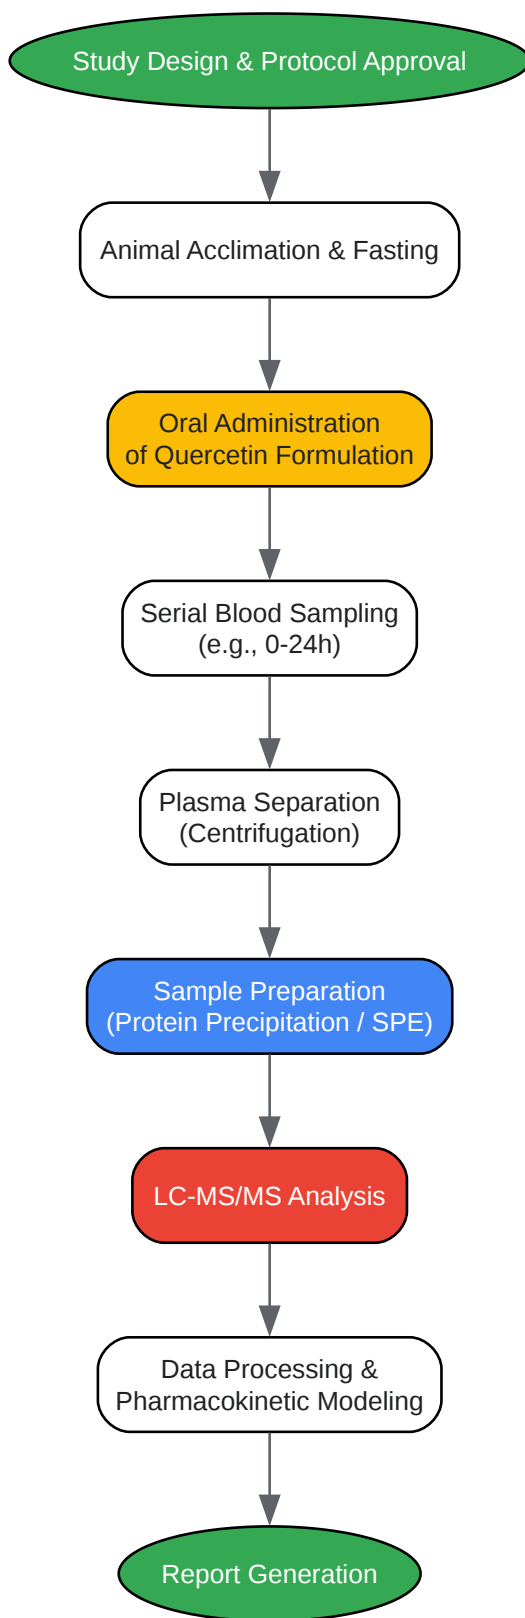 Study Design & Protocol Approval
Animal Acclimation & Fasting
Oral Administration
of Quercetin Formulation
Serial Blood Sampling
(e.g., 0-24h)
Plasma Separation
(Centrifugation)
Sample Preparation
(Protein Precipitation / SPE)
LC-MS/MS Analysis
Data Processing &
Pharmacokinetic Modeling
Report Generation